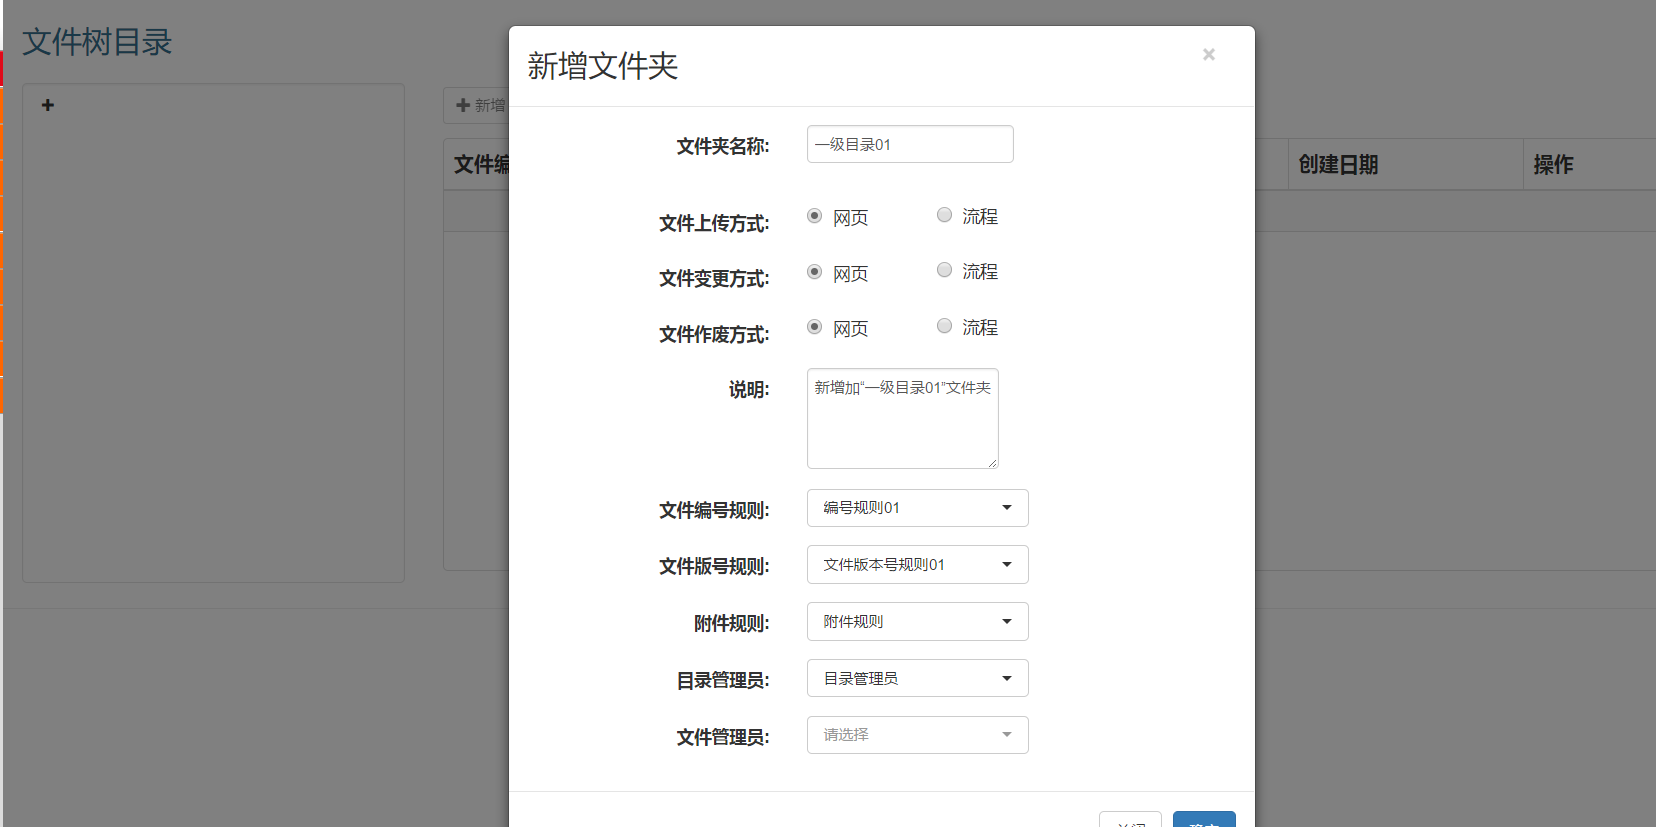 文件树目录
新增
文件编
创建日期
操作
新增文件夹
×
文件夹名称:
一级目录01
文件上传方式:
网页
流程
文件变更方式:
网页
流程
文件作废方式:
网页
流程
说明:
新增加“一级目录01”文件夹
文件编号规则:
编号规则01
文件版号规则:
文件版本号规则01
附件规则:
附件规则
目录管理员:
目录管理员
文件管理员:
请选择